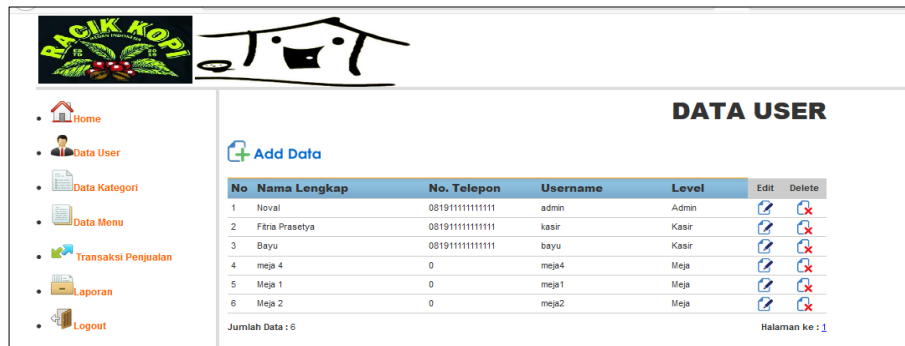 RACIK KOPI
MEDAN INDONESIA
DATA USER
Home
Data User
Data Kategori
Data Menu
Transaksi Penjualan
Laporan
Logout
Add Data
No Nama Lengkap No. Telepon Username Level Edit Delete
1 Noval 081911111111111 admin Admin
2 Fitria Prasetya 081911111111111 kasir Kasir
3 Bayu 081911111111111 bayu Kasir
4 meja 4 0 meja4 Meja
5 Meja 1 0 meja1 Meja
6 Meja 2 0 meja2 Meja
Jumlah Data : 6 Halaman ke : 1